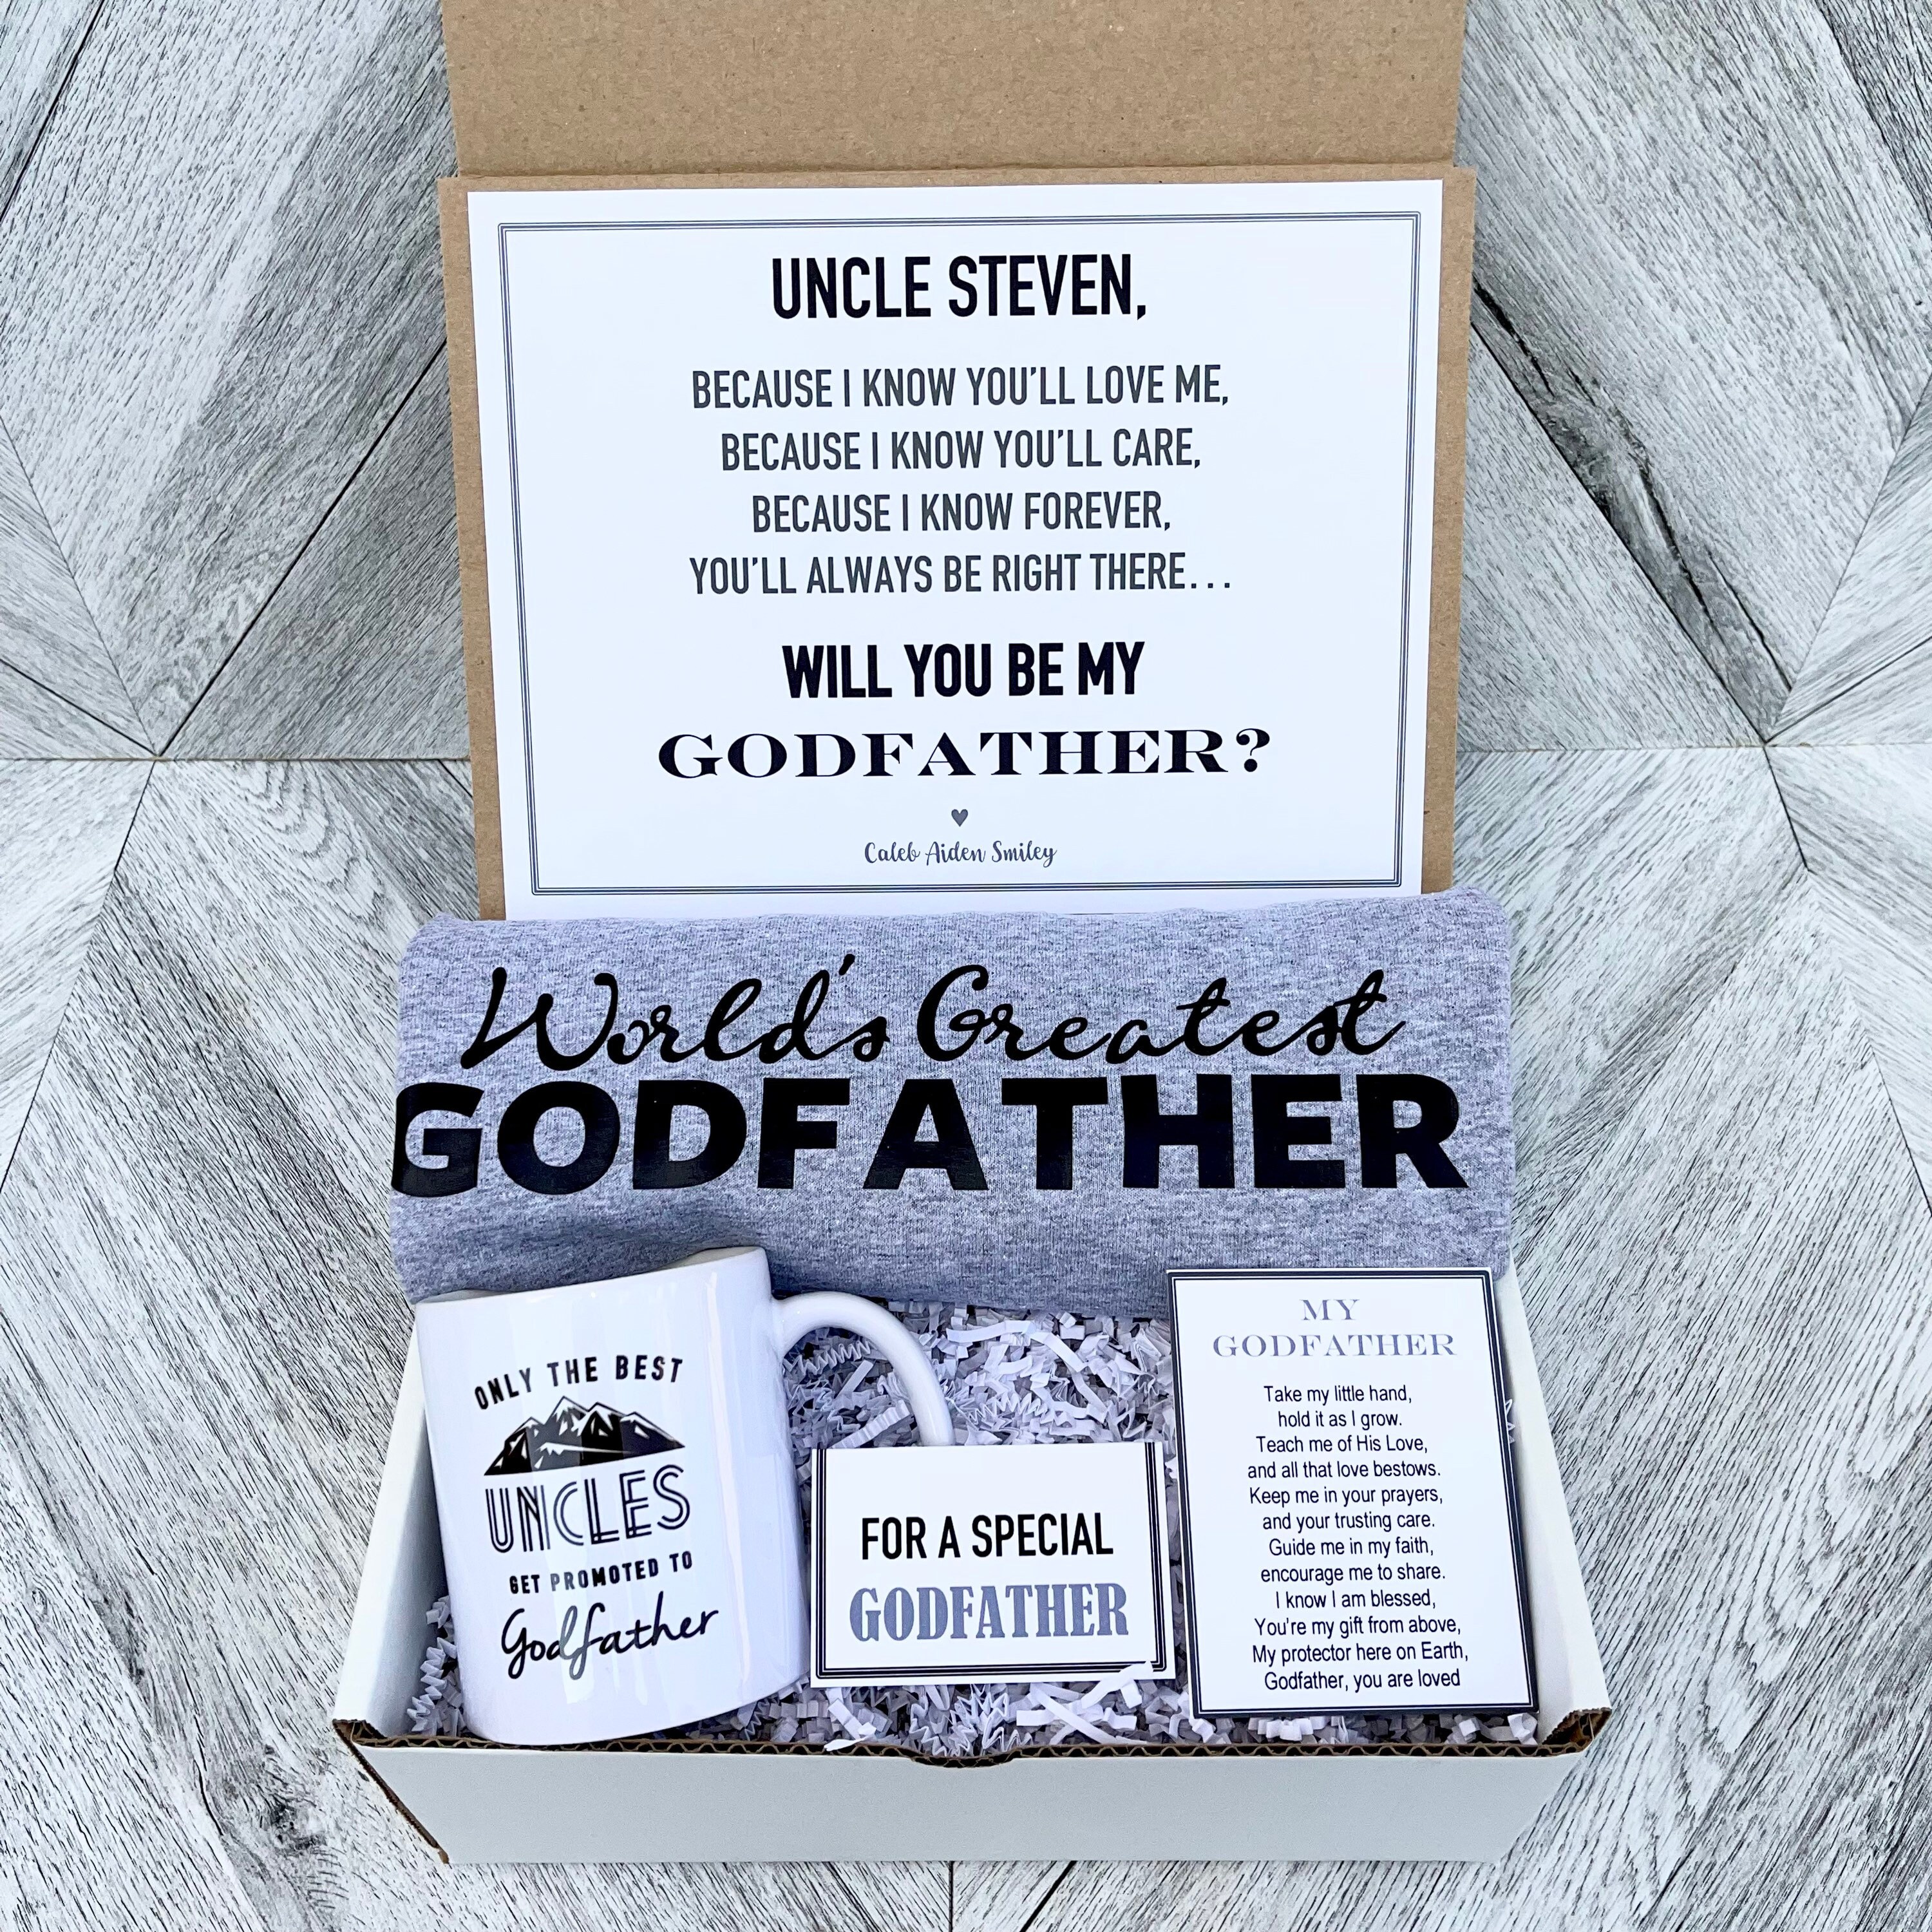 UNCLE STEVEN,
BECAUSE I KNOW YOU'LL LOVE ME,
BECAUSE I KNOW YOU'LL CARE,
BECAUSE I KNOW FOREVER,
YOU'LL ALWAYS BE RIGHT THERE...
WILL YOU BE MY
GODFATHER?
Caleb Aiden Smiley
World's Greatest
GODFATHER
ONLY THE BEST
UNCLES
GET PROMOTED TO
Godfather
FOR A SPECIAL
GODFATHER
MY
GODFATHER
Take my little hand,
hold it as I grow.
Teach me of His Love,
and all that love bestows.
Keep me in your prayers,
and your trusting care.
Guide me in my faith,
encourage me to share.
I know I am blessed,
You're my gift from above,
My protector here on Earth,
Godfather, you are loved